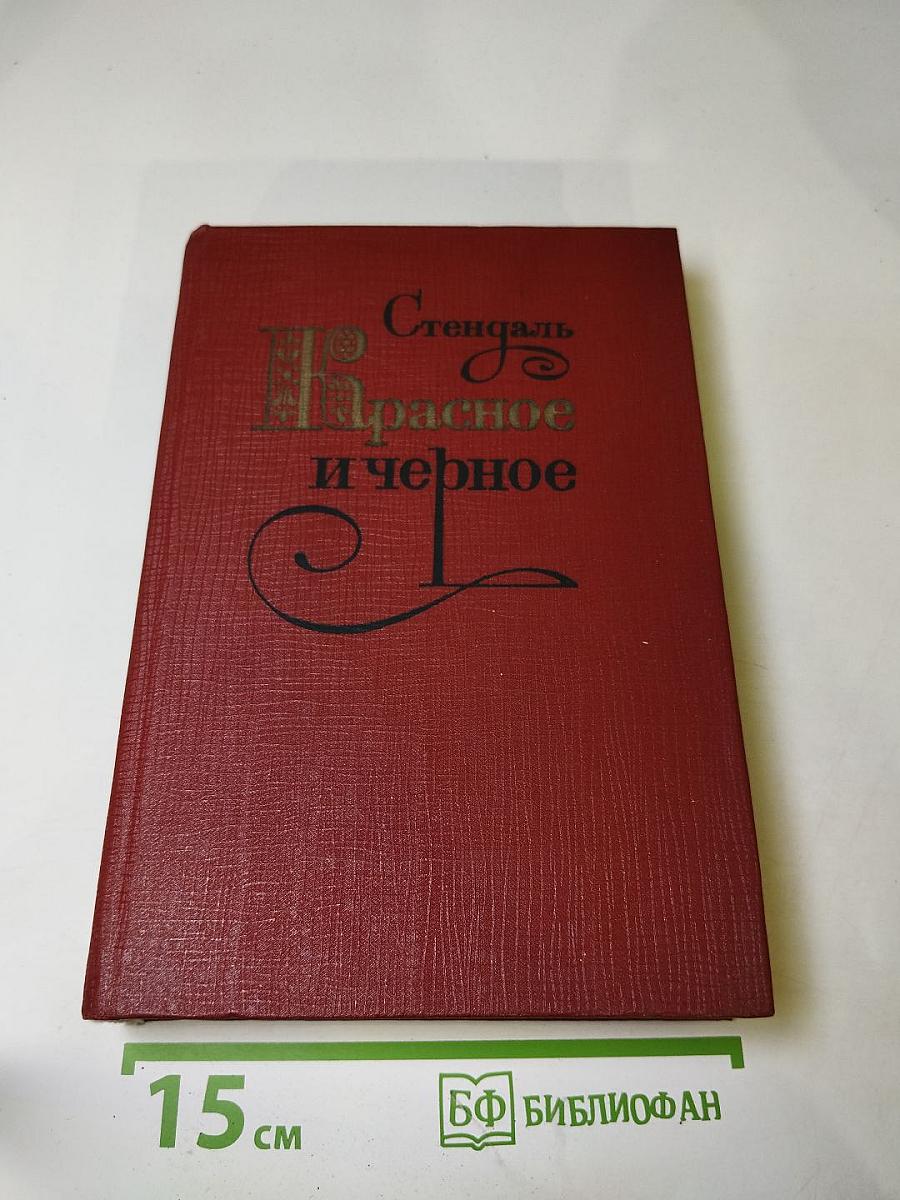 Стендаль
Красное
и черное
15 см
БФ БИБЛИОФАН